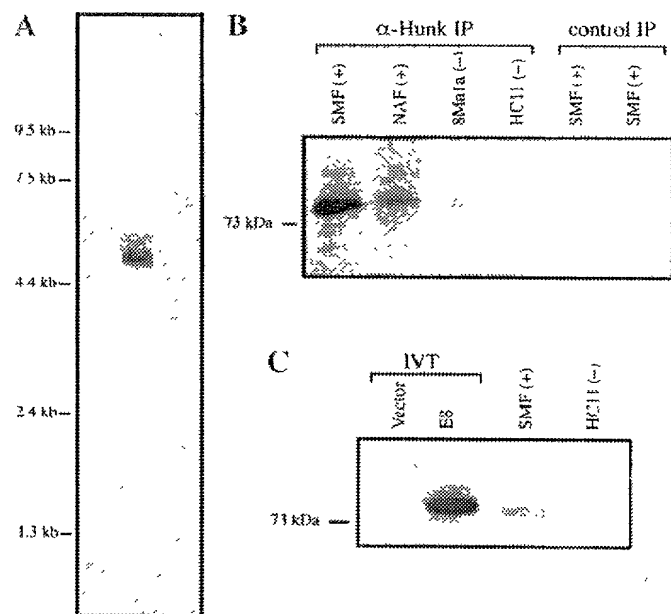 A
9.5 kb
7.5 kb
4.4 kb
2.4 kb
1.3 kb
B
α-Hunk IP
control IP
SMF (+)
NAF (+)
8Ma1a (–)
HC11 (–)
SMF (+)
SMF (+)
73 kDa
C
IVT
Vector
E8
SMF (+)
HC11 (–)
73 kDa